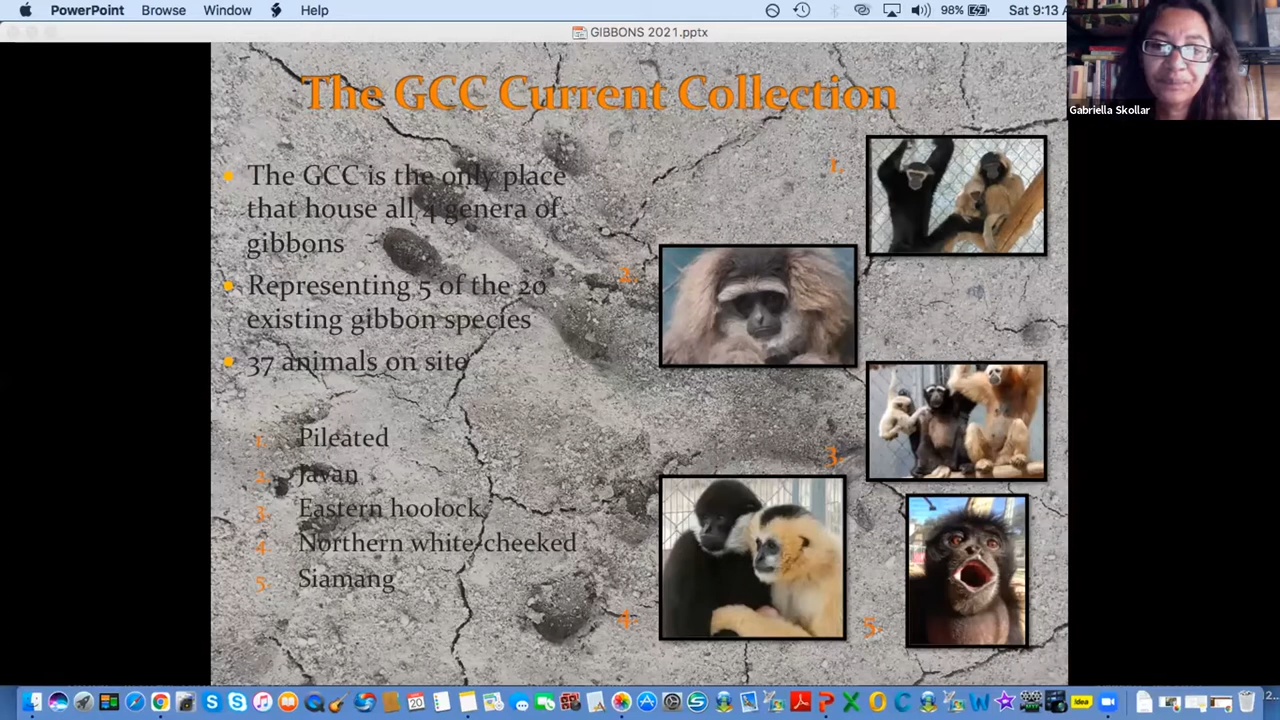 PowerPoint Browse Window Help 98% Sat 9:13
GIBBONS 2021.pptx
Gabriella Skollar
The GCC Current Collection
The GCC is the only place
that house all 4 genera of
gibbons
Representing 5 of the 20
existing gibbon species
37 animals on site
1. Pileated
2. Javan
3. Eastern hoolock
4. Northern white-cheeked
5. Siamang
1.
2.
3.
4.
5.